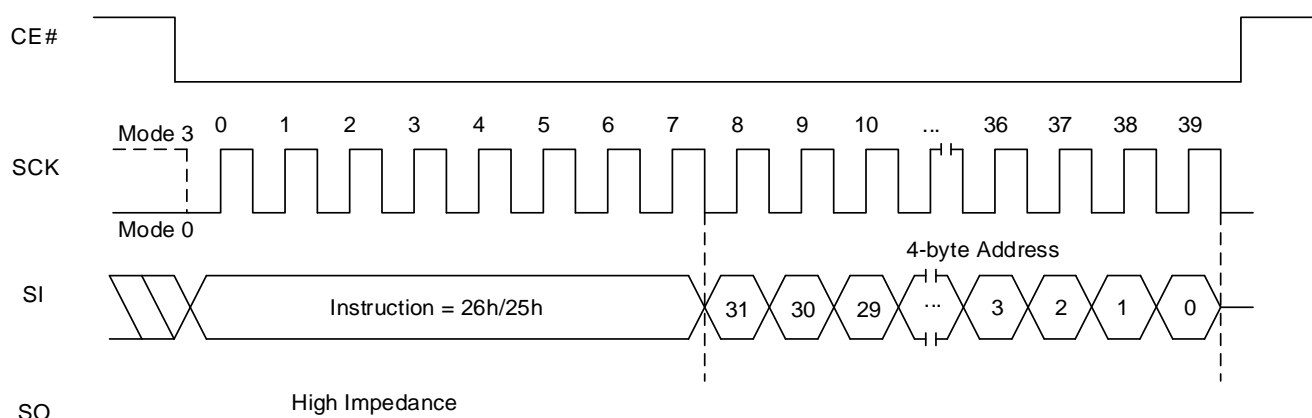 CE#
0 1 2 3 4 5 6 7 8 9 10 ... 36 37 38 39
Mode 3
SCK
Mode 0
4-byte Address
SI
Instruction = 26h/25h 31 30 29 ... 3 2 1 0
High Impedance
SO